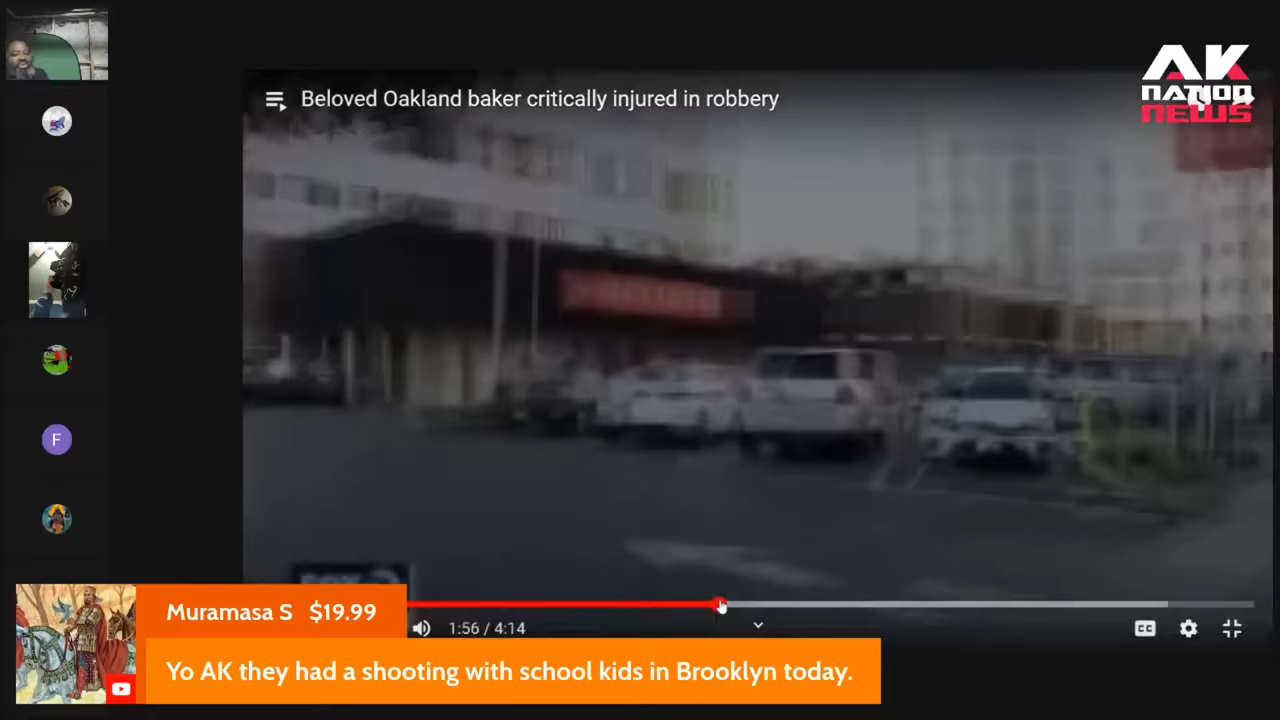 Beloved Oakland baker critically injured in robbery
AK
NATION
NEWS
F
Muramasa S $19.99
1:56 / 4:14
CC
Yo AK they had a shooting with school kids in Brooklyn today.